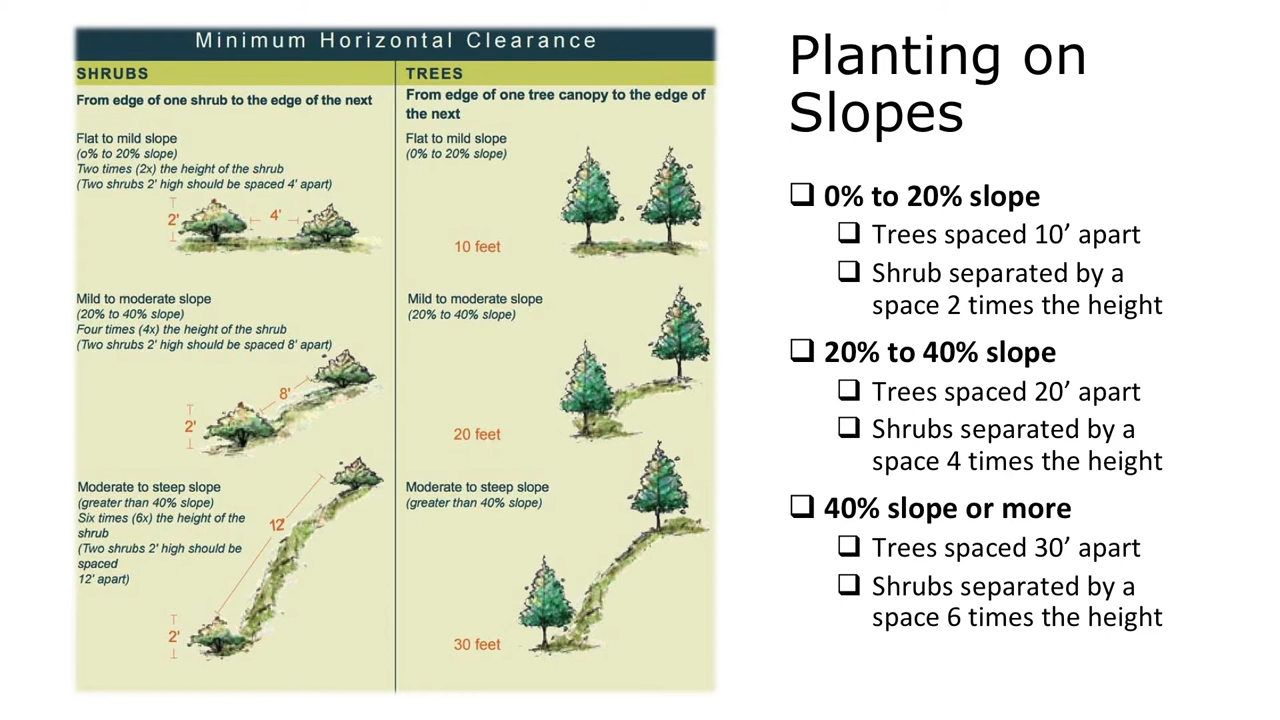 Minimum Horizontal Clearance
SHRUBS
From edge of one shrub to the edge of the next
Flat to mild slope
(o% to 20% slope)
Two times (2x) the height of the shrub
(Two shrubs 2' high should be spaced 4' apart)
2'
4'
Mild to moderate slope
(20% to 40% slope)
Four times (4x) the height of the shrub
(Two shrubs 2' high should be spaced 8' apart)
8'
2'
Moderate to steep slope
(greater than 40% slope)
Six times (6x) the height of the
shrub
(Two shrubs 2' high should be
spaced
12' apart)
12'
2'
TREES
From edge of one tree canopy to the edge of
the next
Flat to mild slope
(0% to 20% slope)
10 feet
Mild to moderate slope
(20% to 40% slope)
20 feet
Moderate to steep slope
(greater than 40% slope)
30 feet
Planting on
Slopes
❑ 0% to 20% slope
❑ Trees spaced 10’ apart
❑ Shrub separated by a
space 2 times the height
❑ 20% to 40% slope
❑ Trees spaced 20’ apart
❑ Shrubs separated by a
space 4 times the height
❑ 40% slope or more
❑ Trees spaced 30’ apart
❑ Shrubs separated by a
space 6 times the height